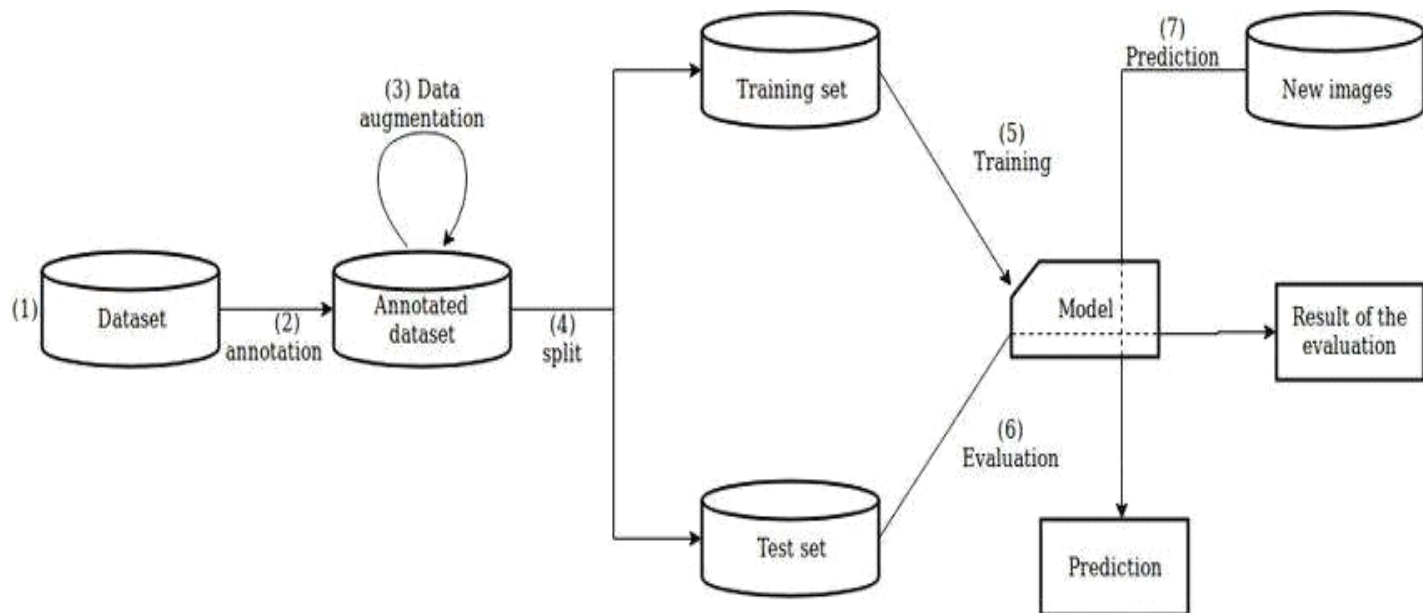 (1)
Dataset
(2)
annotation
(3) Data
augmentation
Annotated
dataset
(4)
split
Training set
Test set
(5)
Training
(6)
Evaluation
(7)
Prediction
New images
Model
Result of the
evaluation
Prediction